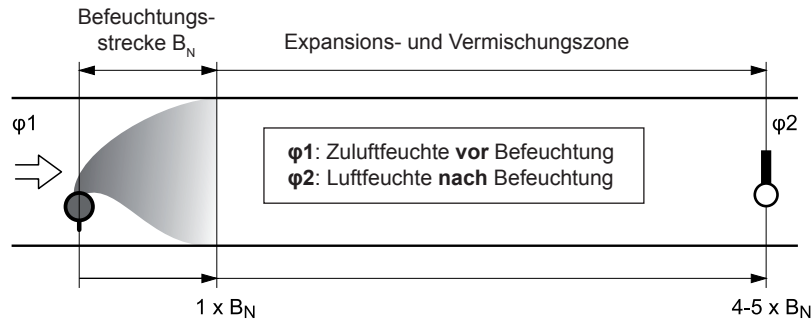 Befeuchtungs-
strecke B_N
Expansions- und Vermischungszone
φ1
φ2
φ1: Zuluftfeuchte vor Befeuchtung
φ2: Luftfeuchte nach Befeuchtung
1 x B_N
4-5 x B_N